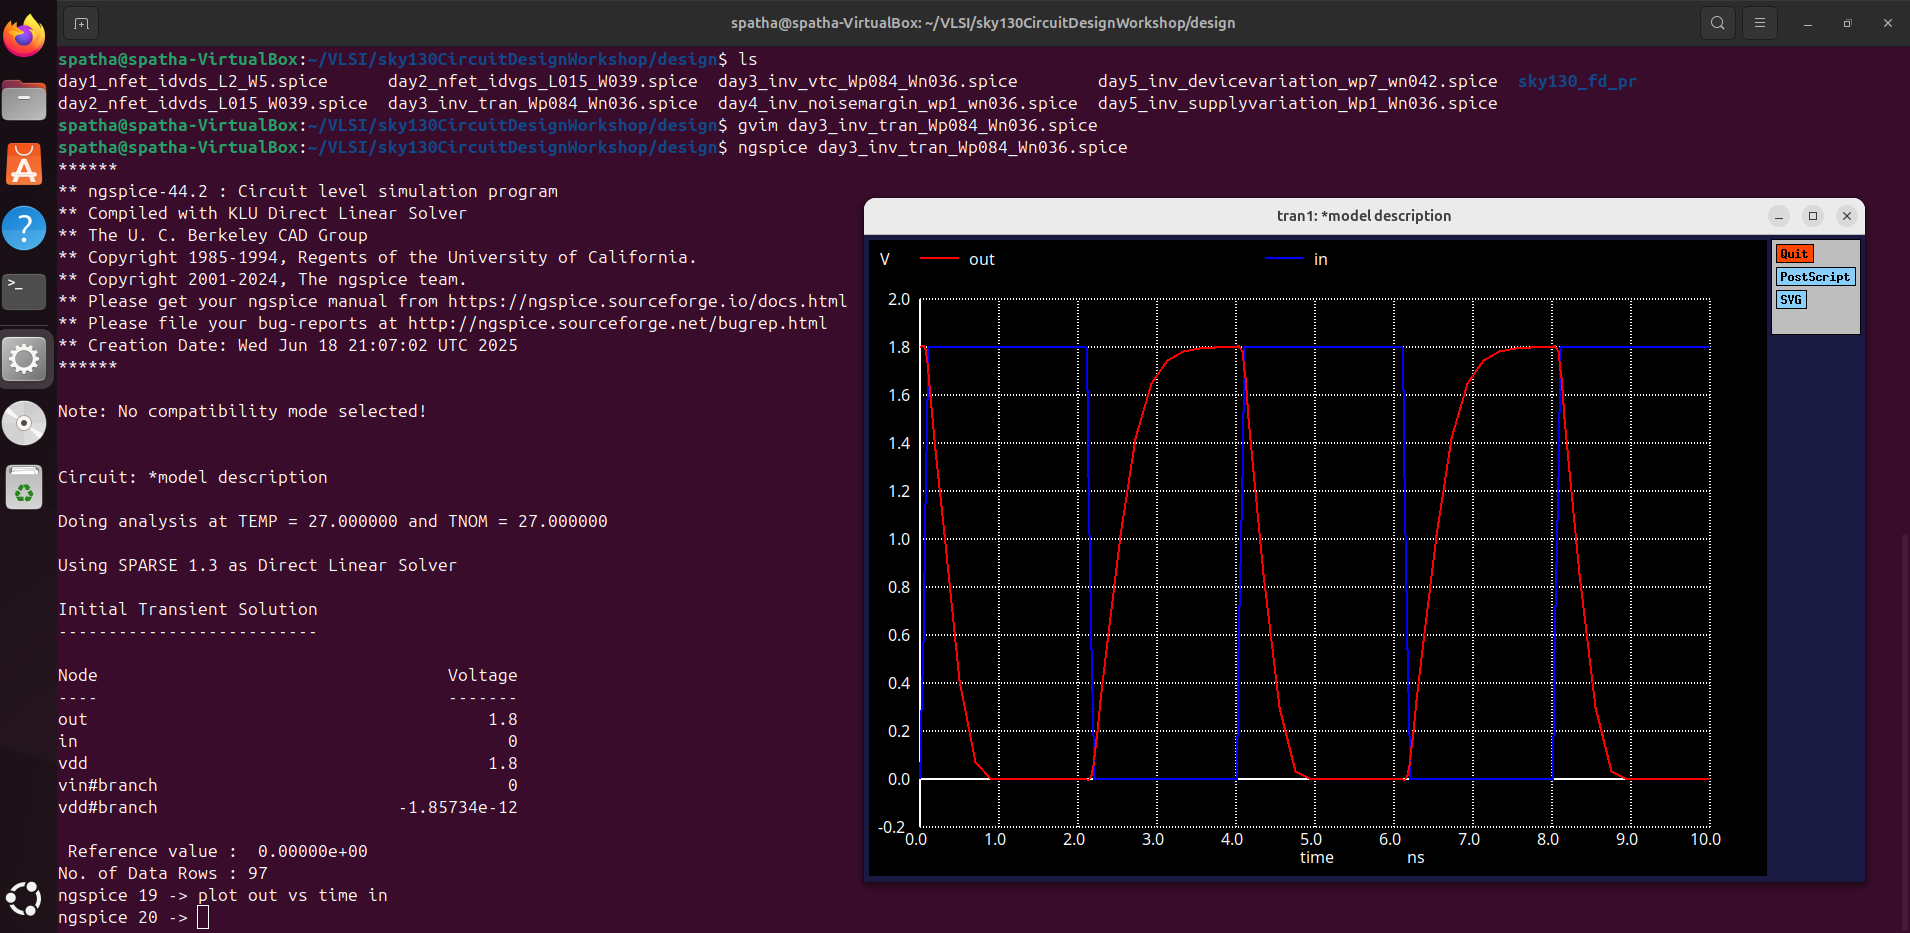 spatha@spatha-VirtualBox: ~/VLSI/sky130CircuitDesignWorkshop/design
spatha@spatha-VirtualBox:~/VLSI/sky130CircuitDesignWorkshop/design$ ls
day1_nfet_idvds_L2_W5.spice      day2_nfet_idvgs_L015_W039.spice  day3_inv_vtc_Wp084_Wn036.spice        day5_inv_devicevariation_wp7_wn042.spice  sky130_fd_pr
day2_nfet_idvds_L015_W039.spice  day3_inv_tran_Wp084_Wn036.spice  day4_inv_noisemargin_wp1_wn036.spice  day5_inv_supplyvariation_Wp1_Wn036.spice
spatha@spatha-VirtualBox:~/VLSI/sky130CircuitDesignWorkshop/design$ gvim day3_inv_tran_Wp084_Wn036.spice
spatha@spatha-VirtualBox:~/VLSI/sky130CircuitDesignWorkshop/design$ ngspice day3_inv_tran_Wp084_Wn036.spice
******
** ngspice-44.2 : Circuit level simulation program
** Compiled with KLU Direct Linear Solver
** The U. C. Berkeley CAD Group
** Copyright 1985-1994, Regents of the University of California.
** Copyright 2001-2024, The ngspice team.
** Please get your ngspice manual from https://ngspice.sourceforge.io/docs.html
** Please file your bug-reports at http://ngspice.sourceforge.net/bugrep.html
** Creation Date: Wed Jun 18 21:07:02 UTC 2025
******
Note: No compatibility mode selected!
Circuit: *model description
Doing analysis at TEMP = 27.000000 and TNOM = 27.000000
Using SPARSE 1.3 as Direct Linear Solver
Initial Transient Solution
--------------------------
Node                                   Voltage
----                                   -------
out                                        1.8
in                                           0
vdd                                        1.8
vin#branch                                   0
vdd#branch                        -1.85734e-12
Reference value :  0.00000e+00
No. of Data Rows : 97
ngspice 19 -> plot out vs time in
ngspice 20 ->
tran1: *model description
V out in
Quit
PostScript
SVG
2.0
1.8
1.6
1.4
1.2
1.0
0.8
0.6
0.4
0.2
0.0
-0.2
0.0 1.0 2.0 3.0 4.0 5.0 6.0 7.0 8.0 9.0 10.0
time ns